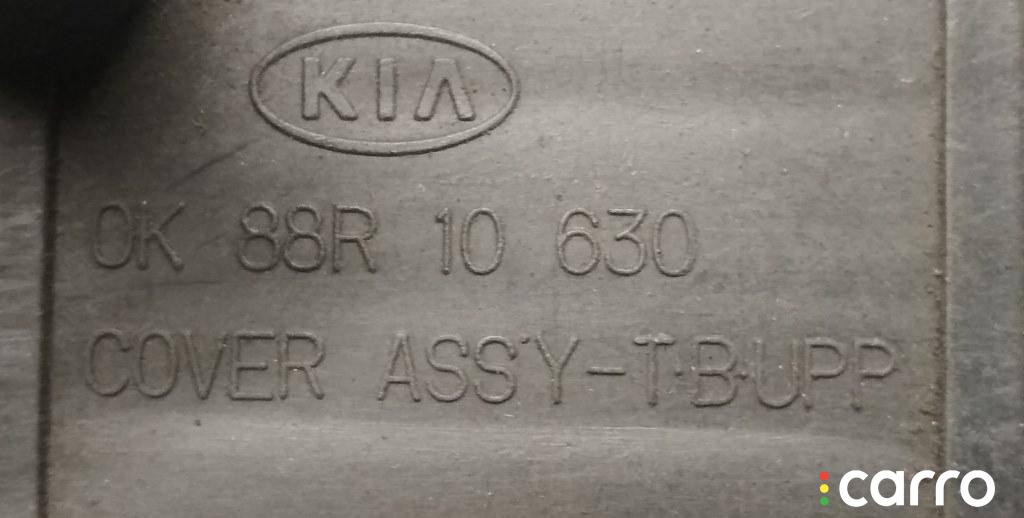 KIA
0K 88R 10 630
COVER ASS'Y-T·B·UPP
carro